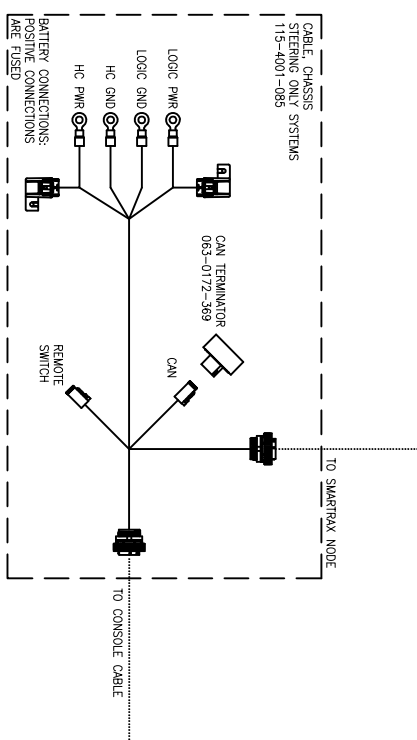 CABLE, CHASSIS
STEERING ONLY SYSTEMS
115-4001-085
LOGIC PWR
LOGIC GND
HC GND
HC PWR
BATTERY CONNECTIONS:
POSITIVE CONNECTIONS
ARE FUSED
CAN TERMINATOR
063-0172-369
CAN
REMOTE
SWITCH
TO SMARTRAX NODE
TO CONSOLE CABLE